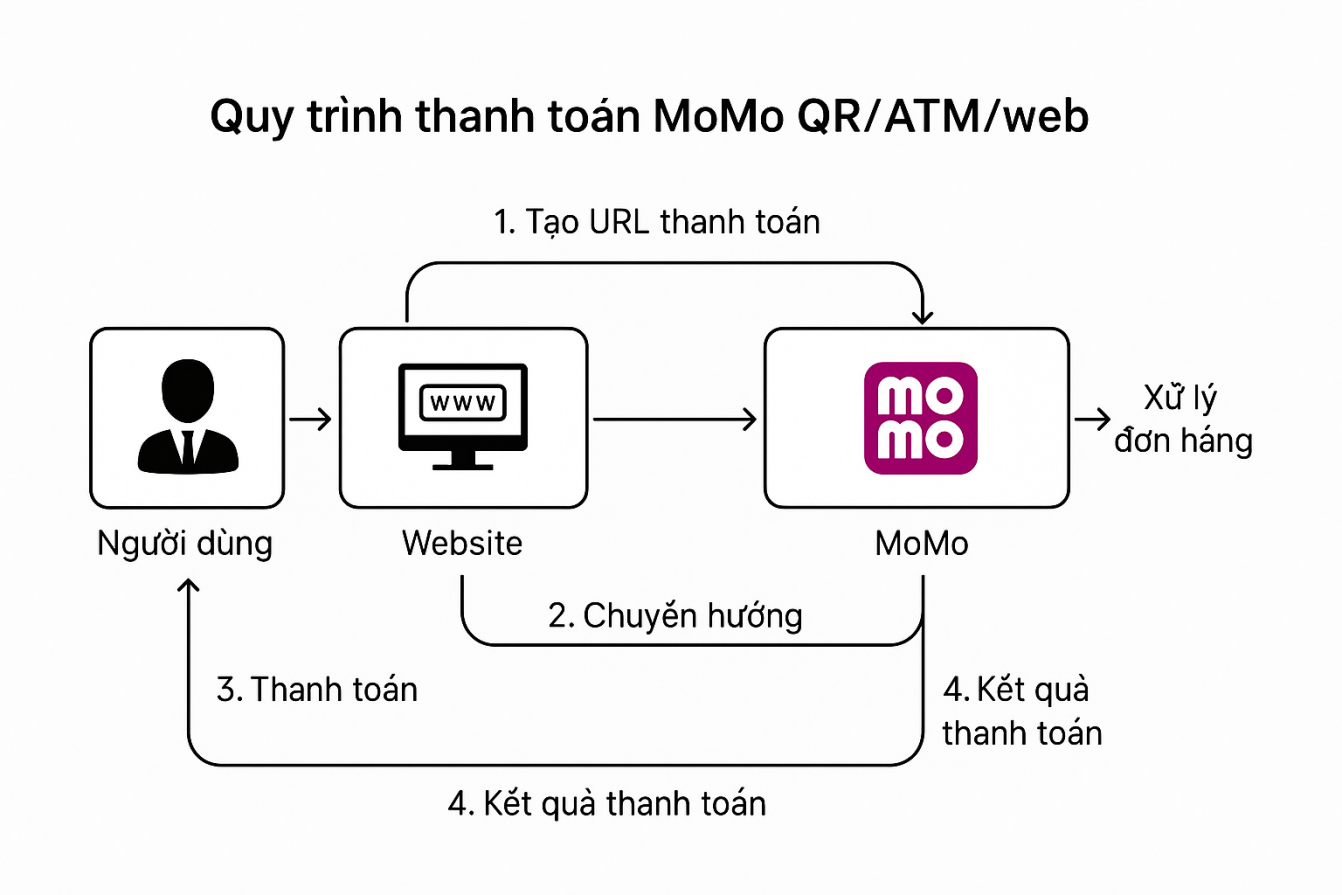 Quy trình thanh toán MoMo QR/ATM/web
1. Tạo URL thanh toán
www
mo
mo
Xử lý
đơn háng
Người dùng
Website
MoMo
2. Chuyển hướng
3. Thanh toán
4. Kết quả
thanh toán
4. Kết quả thanh toán